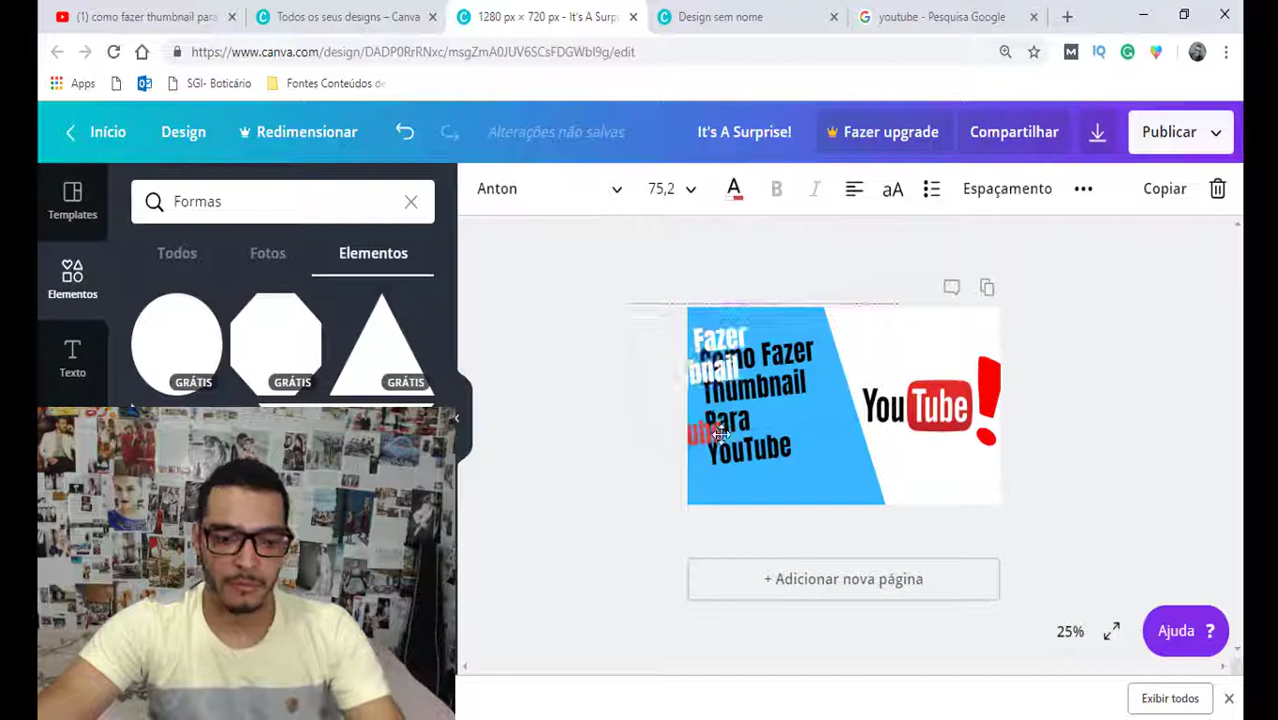 (1) como fazer thumbnail para
Todos os seus designs – Canva
1280 px × 720 px - It's A Surp
Design sem nome
youtube - Pesquisa Google
https://www.canva.com/design/DADP0RrRNxc/msgZmA0JUV6SCsFDGWbI9g/edit
Apps
SGI- Boticário
Fontes Conteúdos de
Início
Design
Redimensionar
Alterações não salvas
It's A Surprise!
Fazer upgrade
Compartilhar
Publicar
Templates
Elementos
Texto
Formas
Todos
Fotos
Elementos
GRÁTIS
GRÁTIS
GRÁTIS
Anton
75,2
A
B
I
aA
Espaçamento
Copiar
Fazer
bnail
Como Fazer
Thumbnail
Para
YouTube
YouTube!
+ Adicionar nova página
25%
Ajuda ?
Exibir todos